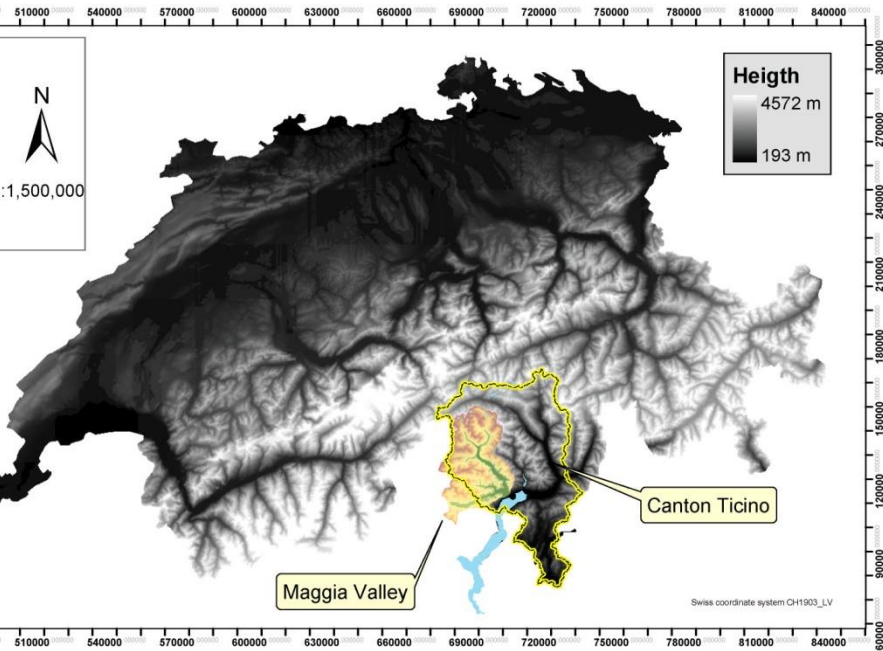 510000 540000 570000 600000 630000 660000 690000 720000 750000 780000 810000 840000
N
:1,500,000
Heigth
4572 m
193 m
300000
270000
240000
210000
180000
150000
120000
90000
60000
Canton Ticino
Maggia Valley
Swiss coordinate system CH1903_LV
510000 540000 570000 600000 630000 660000 690000 720000 750000 780000 810000 840000